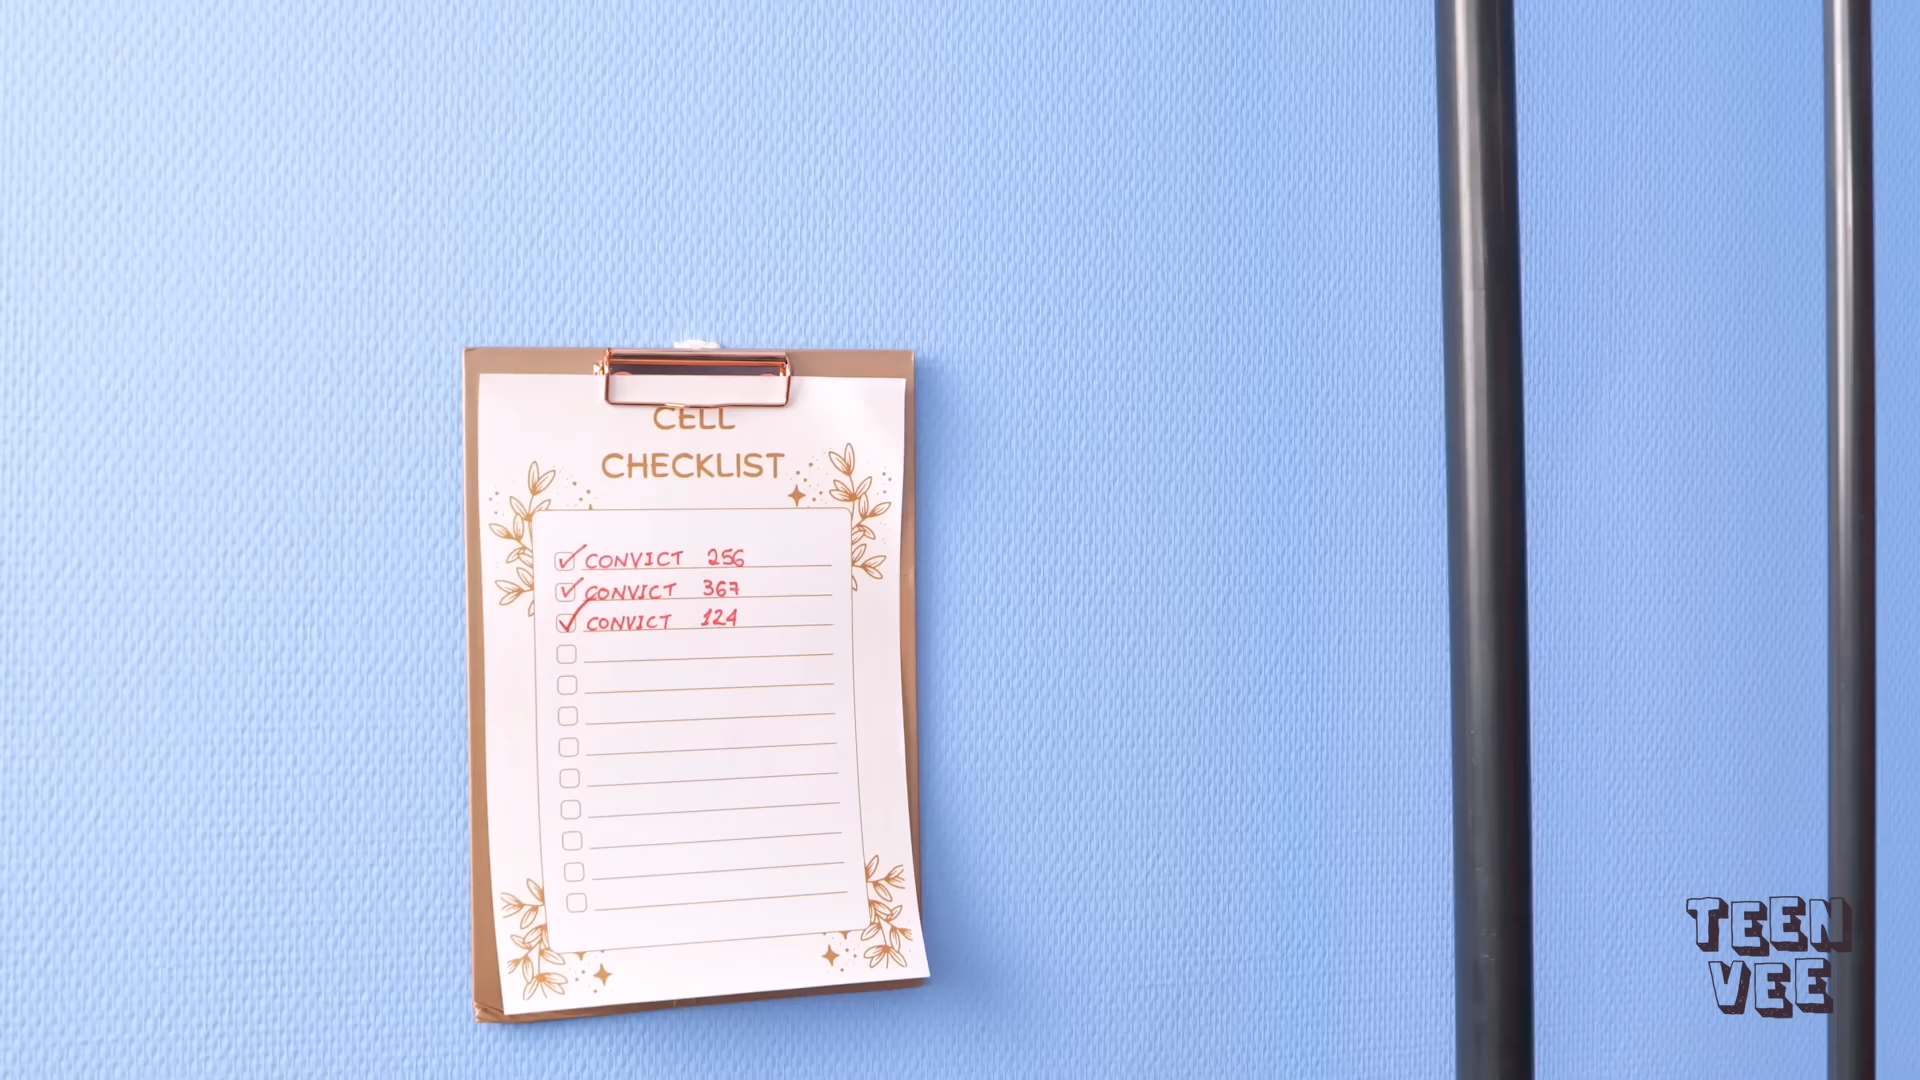 CELL
CHECKLIST
CONVICT 256
CONVICT 367
CONVICT 124
TEEN
VEE